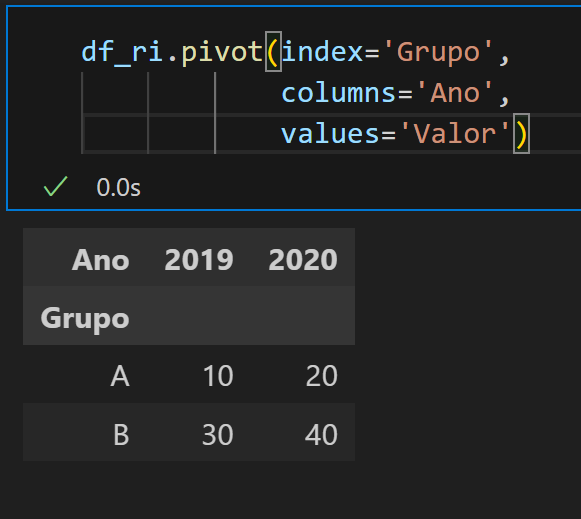 df_ri.pivot(index='Grupo',
columns='Ano',
values='Valor')
0.0s
Ano 2019 2020
Grupo
A 10 20
B 30 40